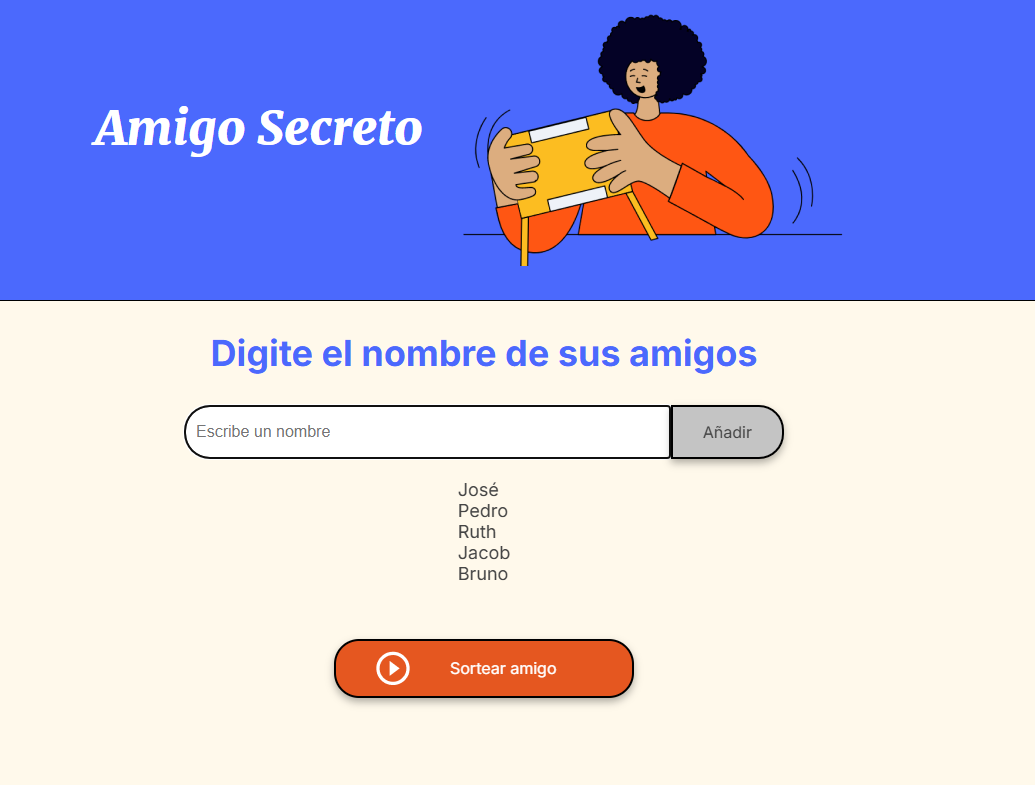 Amigo Secreto
Digite el nombre de sus amigos
Escribe un nombre
Añadir
José
Pedro
Ruth
Jacob
Bruno
Sortear amigo